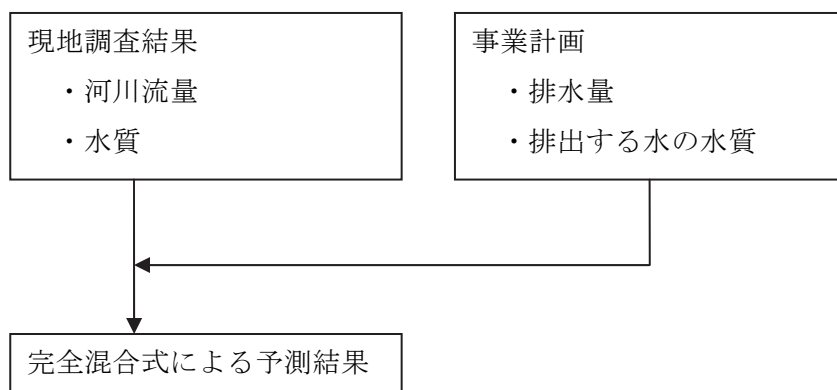 現地調査結果
・河川流量
・水質
事業計画
・排水量
・排出する水の水質
完全混合式による予測結果